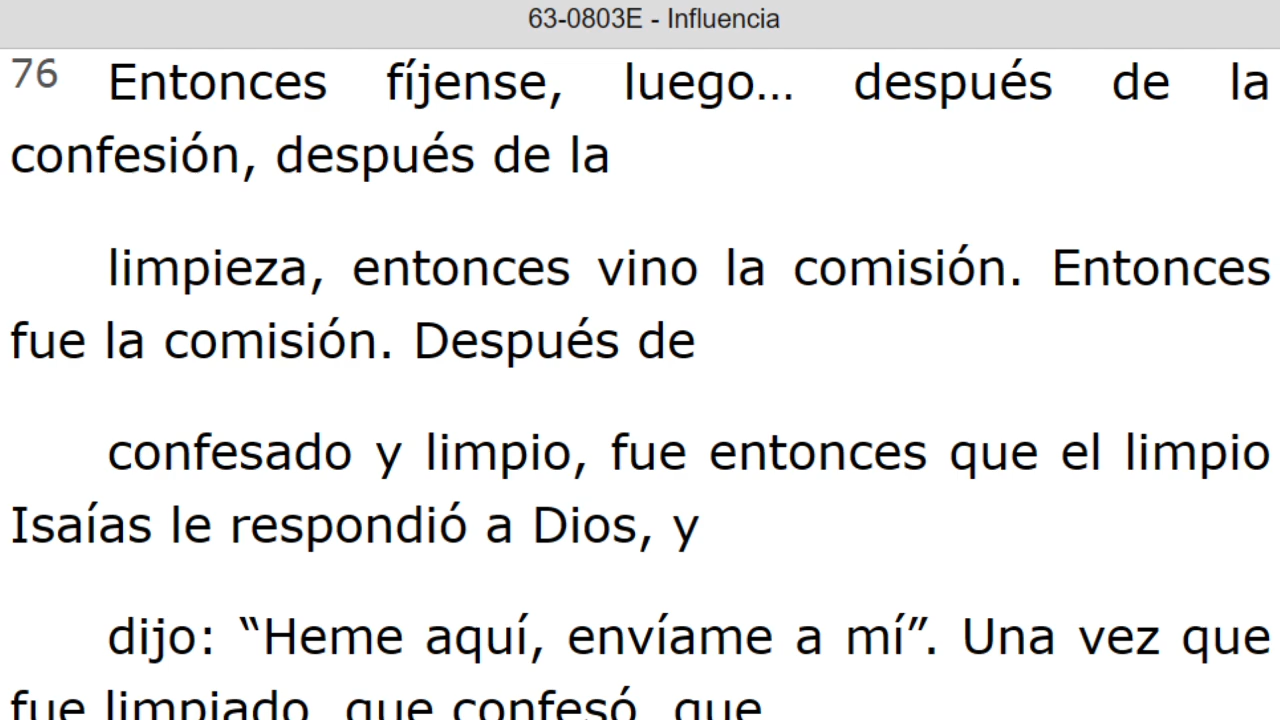 63-0803E - Influencia
76 Entonces fíjense, luego... después de la
confesión, después de la
limpieza, entonces vino la comisión. Entonces
fue la comisión. Después de
confesado y limpio, fue entonces que el limpio
Isaías le respondió a Dios, y
dijo: “Heme aquí, envíame a mí”. Una vez que
fue limpiado, que confesó, que